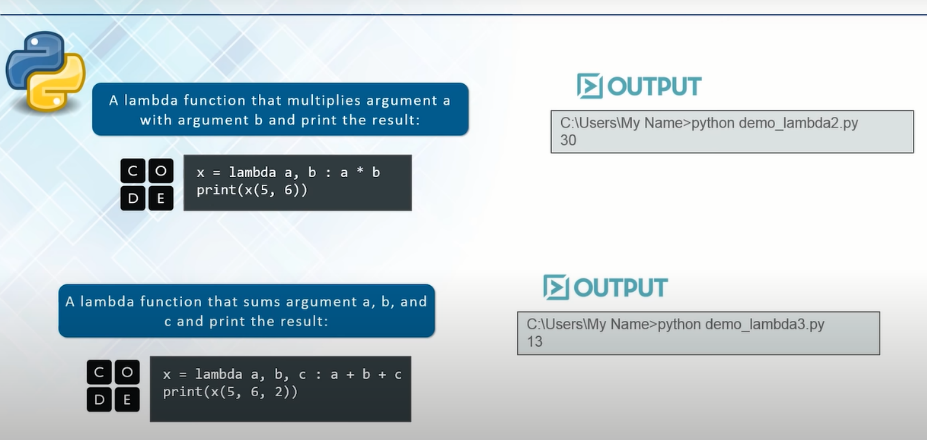 A lambda function that multiplies argument a
with argument b and print the result:
C O
D E
x = lambda a, b : a * b
print(x(5, 6))
OUTPUT
C:\Users\My Name>python demo_lambda2.py
30
A lambda function that sums argument a, b, and
c and print the result:
C O
D E
x = lambda a, b, c : a + b + c
print(x(5, 6, 2))
OUTPUT
C:\Users\My Name>python demo_lambda3.py
13